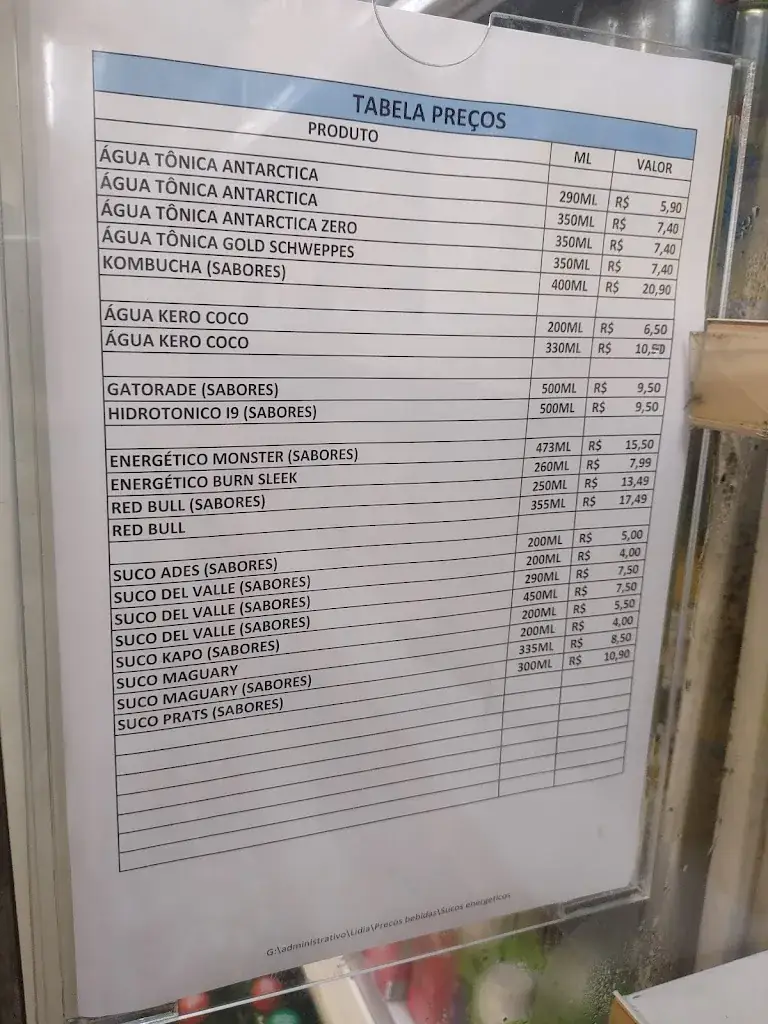 TABELA PREÇOS
PRODUTO ML VALOR
ÁGUA TÔNICA ANTARCTICA 290ML R$ 5,90
ÁGUA TÔNICA ANTARCTICA 350ML R$ 7,40
ÁGUA TÔNICA ANTARCTICA ZERO 350ML R$ 7,40
ÁGUA TÔNICA GOLD SCHWEPPES 350ML R$ 7,40
KOMBUCHA (SABORES) 400ML R$ 20,90
ÁGUA KERO COCO 200ML R$ 6,50
ÁGUA KERO COCO 330ML R$
GATORADE (SABORES) 500ML R$ 9,50
HIDROTONICO I9 (SABORES) 500ML R$ 9,50
ENERGÉTICO MONSTER (SABORES) 473ML R$ 15,50
ENERGÉTICO BURN SLEEK 260ML R$ 7,99
RED BULL (SABORES) 250ML R$ 13,49
RED BULL 355ML R$ 17,49
SUCO ADES (SABORES) 200ML R$ 5,00
SUCO DEL VALLE (SABORES) 200ML R$ 4,00
SUCO DEL VALLE (SABORES) 290ML R$ 7,50
SUCO DEL VALLE (SABORES) 450ML R$ 7,50
SUCO KAPO (SABORES) 200ML R$ 5,50
SUCO MAGUARY 200ML R$ 4,00
SUCO MAGUARY (SABORES) 335ML R$ 8,50
SUCO PRATS (SABORES) 300ML R$ 10,90
G:\administrativo\Lidia\Precos bebidas\Sucos energeticos